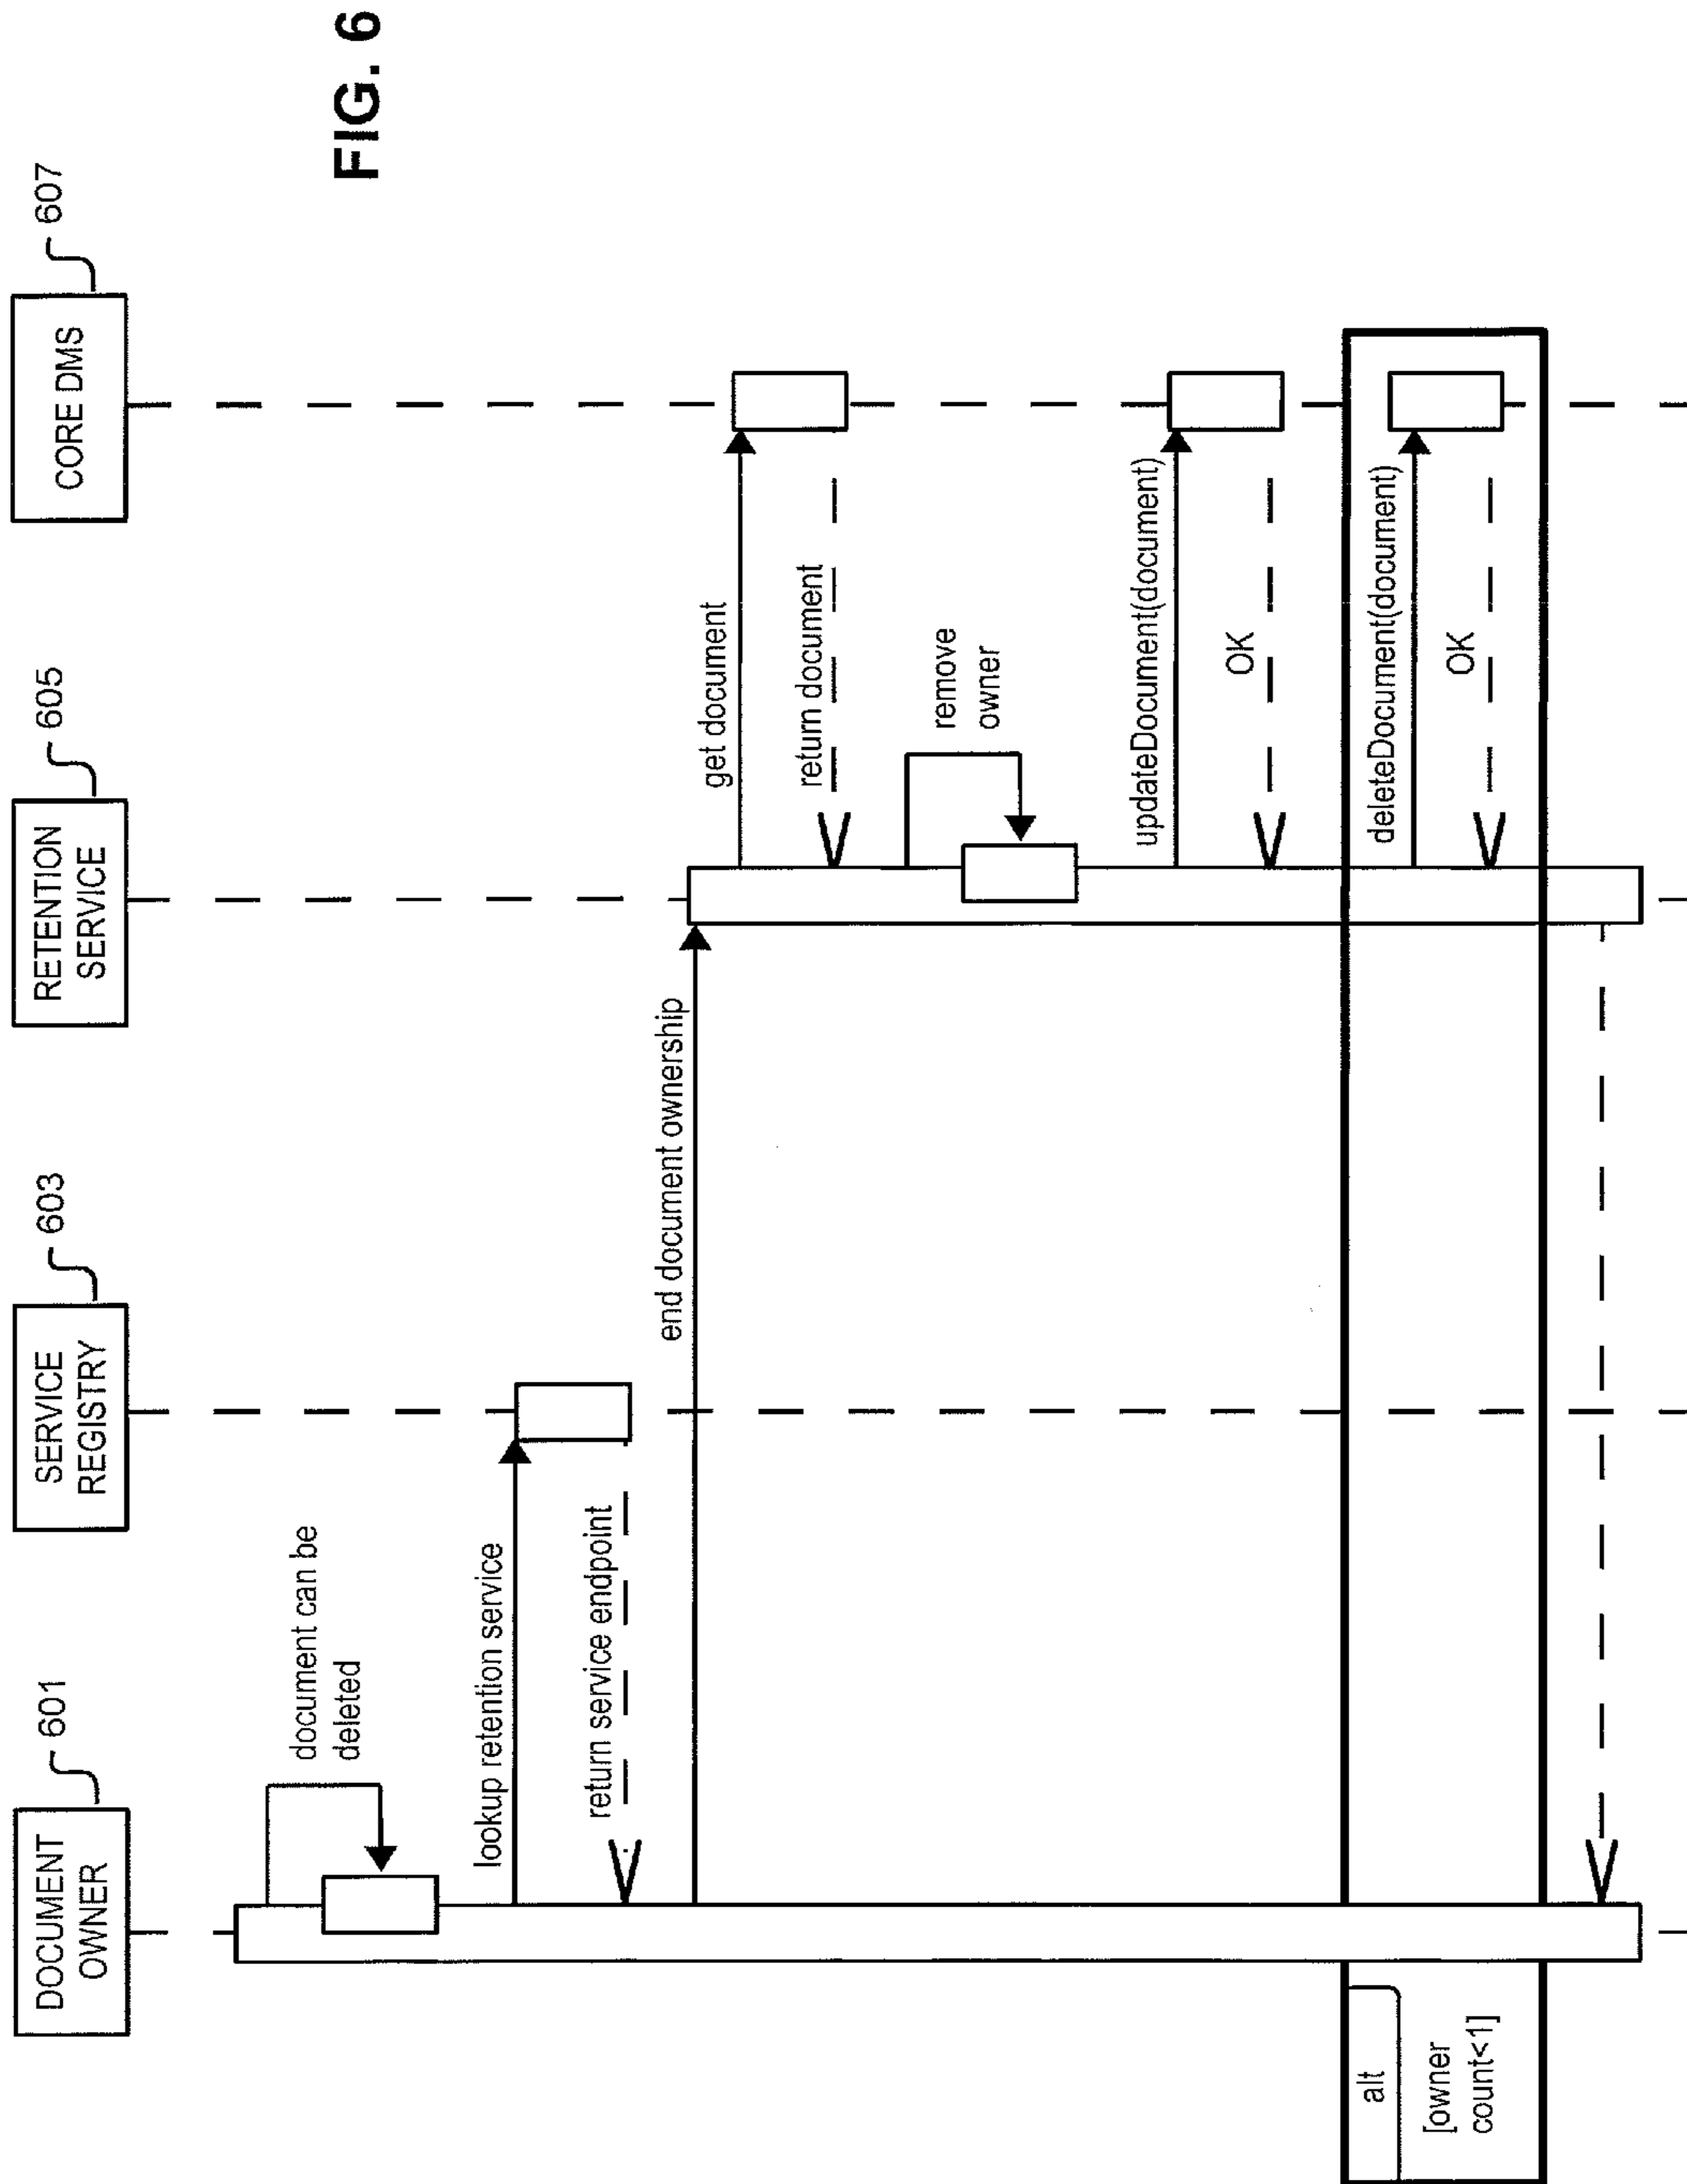 DOCUMENT
OWNER
601
SERVICE
REGISTRY
603
RETENTION
SERVICE
605
CORE DMS
607
document can be
deleted
lookup retention service
return service endpoint
end document ownership
get document
return document
remove
owner
updateDocument(document)
OK
alt
[owner
count<1]
deleteDocument(document)
OK
FIG. 6